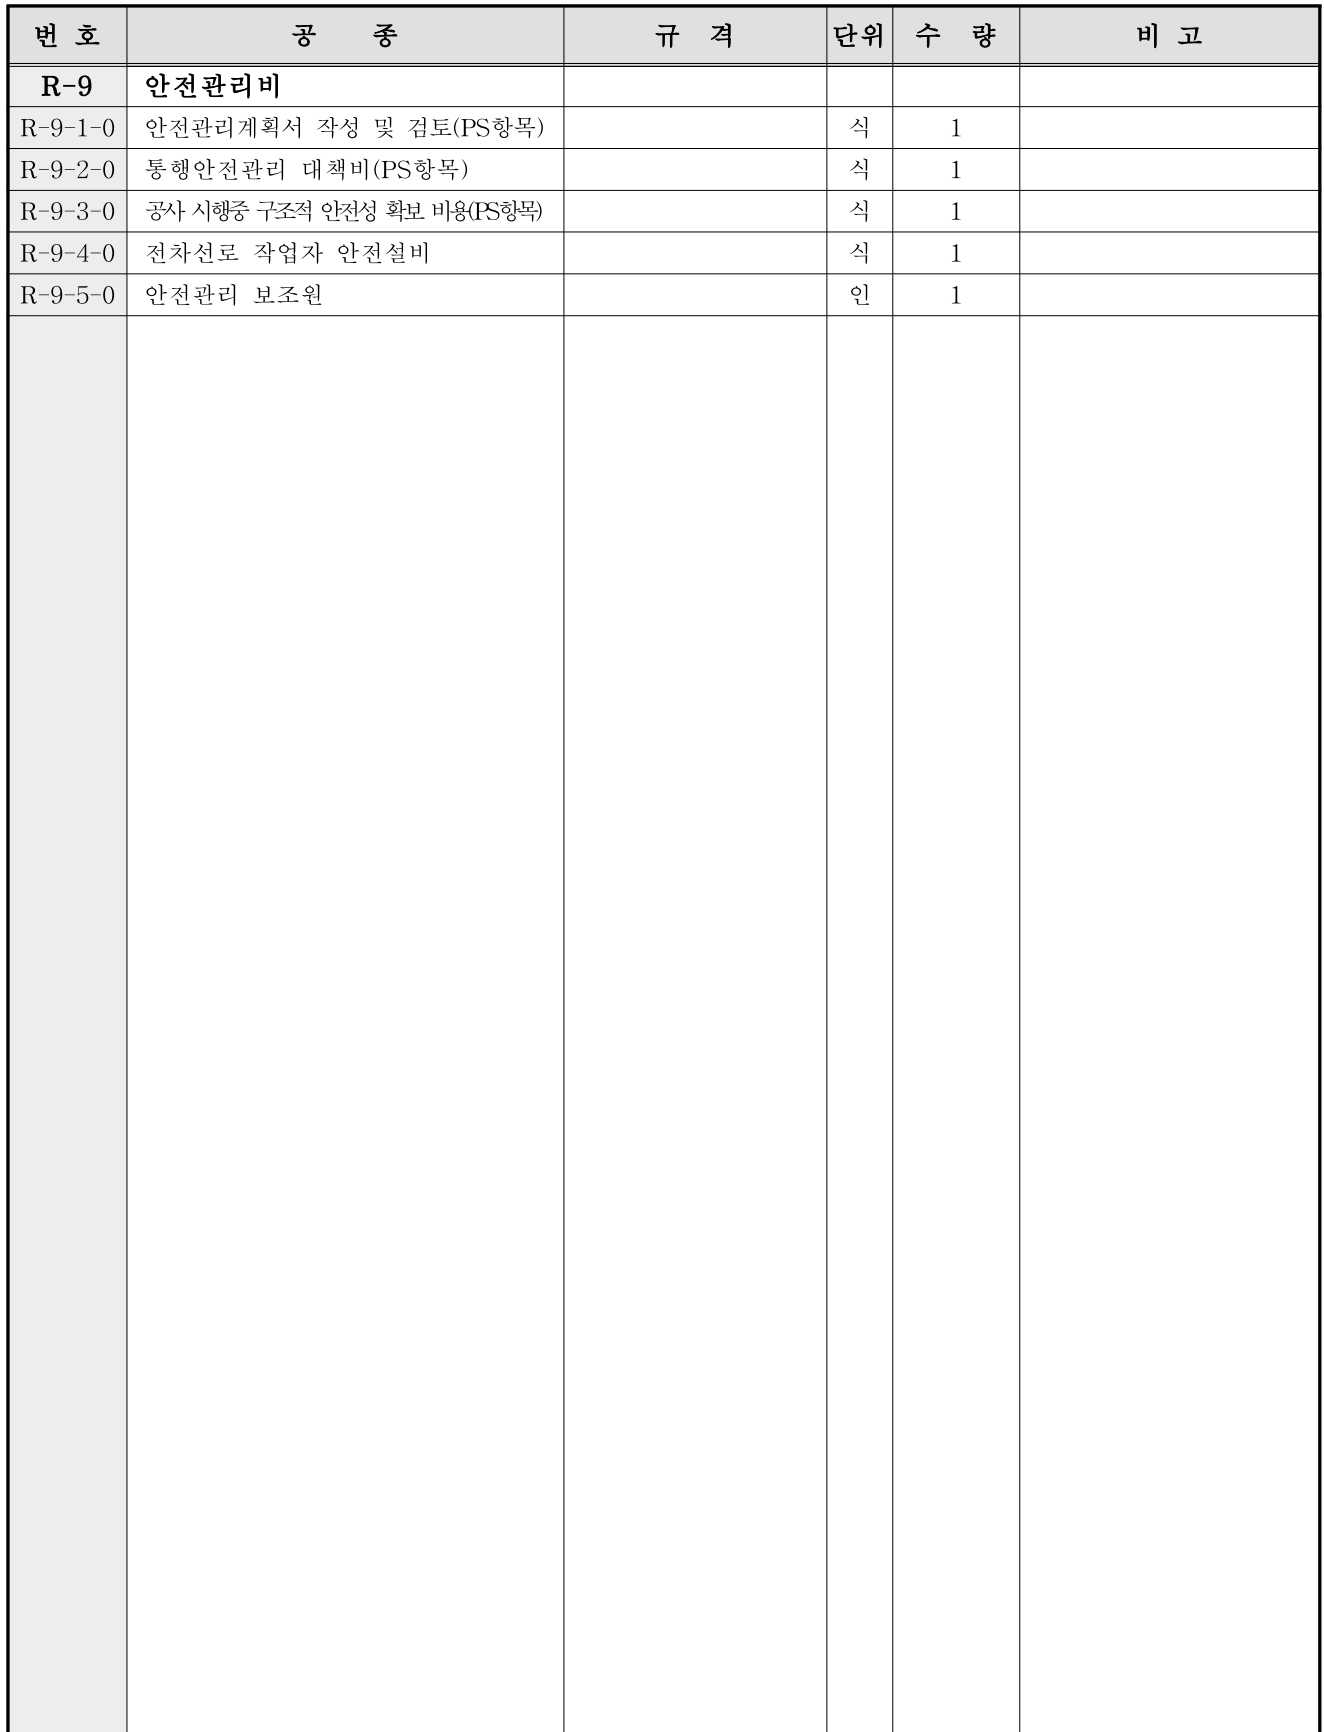 번 호 공 종 규 격 단위 수 량 비 고
R-9 안전관리비
R-9-1-0 안전관리계획서 작성 및 검토(PS항목) 식 1
R-9-2-0 통행안전관리 대책비(PS항목) 식 1
R-9-3-0 공사 시행중 구조적 안전성 확보 비용(PS항목) 식 1
R-9-4-0 전차선로 작업자 안전설비 식 1
R-9-5-0 안전관리 보조원 인 1